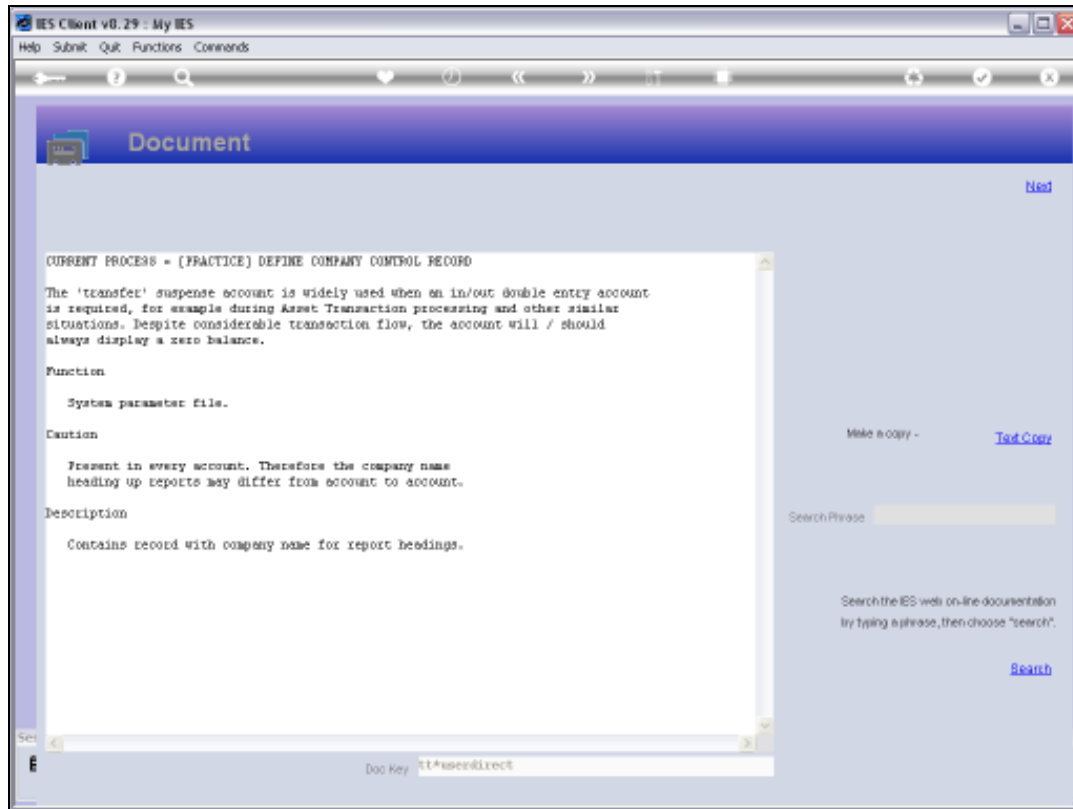 IES Client v8.29 : My IES
Help Submit Quit Functions Commands
Document
Next
CURRENT PROCESS = [PRACTICE] DEFINE COMPANY CONTROL RECORD
The 'transfer' suspense account is widely used when an in/out double entry account
is required, for example during Asset Transaction processing and other similar
situations. Despite considerable transaction flow, the account will / should
always display a zero balance.
Function
System parameter file.
Caution
Present in every account. Therefore the company name
heading up reports may differ from account to account.
Description
Contains record with company name for report headings.
Make a copy -
Text Copy
Search Phrase
Search the IES web on-line documentation
by typing a phrase, then choose "search".
Search
Doc Key tt*userdirect